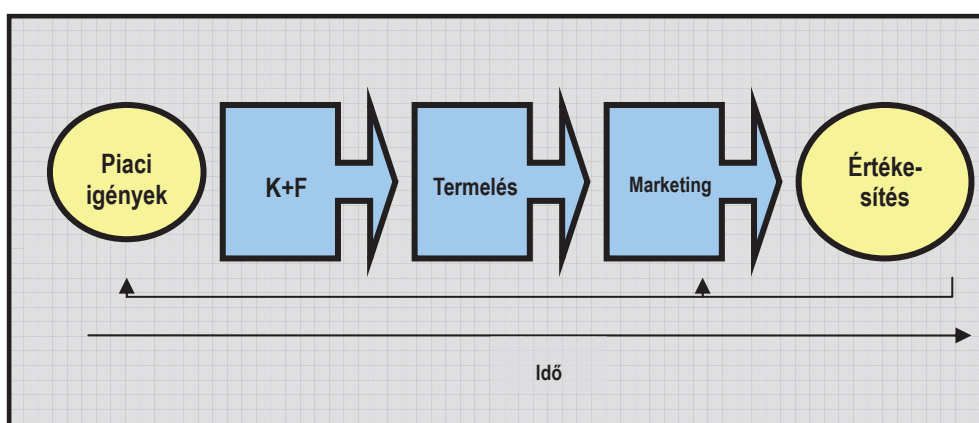 Piaci
igények
K+F
Termelés
Marketing
Értéke-
sítés
Idő